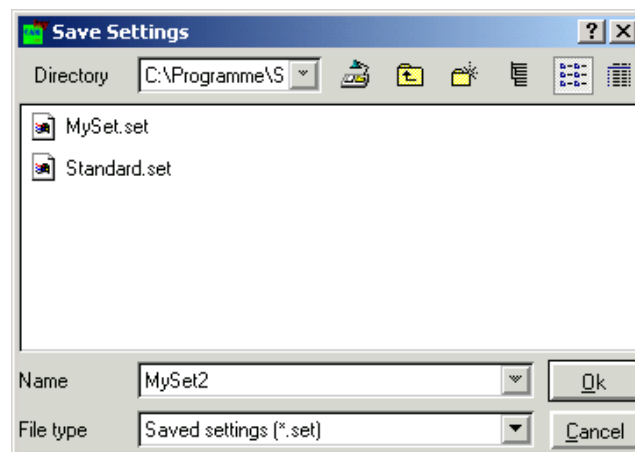 Save Settings
Directory C:\Programme\S
MySet.set
Standard.set
Name MySet2 Ok
File type Saved settings (*.set) Cancel